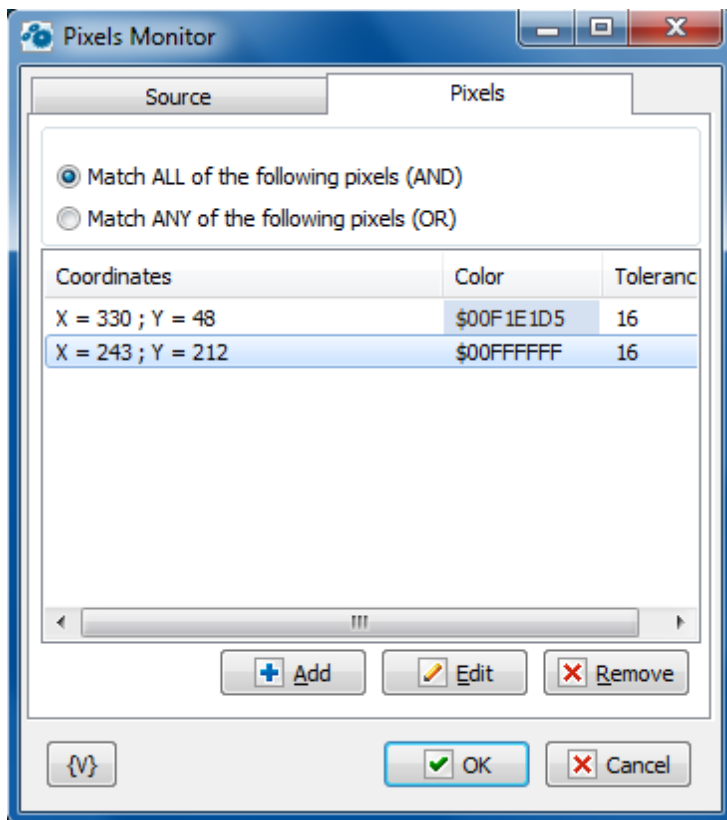 Pixels Monitor
Source Pixels
Match ALL of the following pixels (AND)
Match ANY of the following pixels (OR)
Coordinates Color Toleranc
X = 330 ; Y = 48 $00F1E1D5 16
X = 243 ; Y = 212 $00FFFFFF 16
Add Edit Remove
{V} OK Cancel